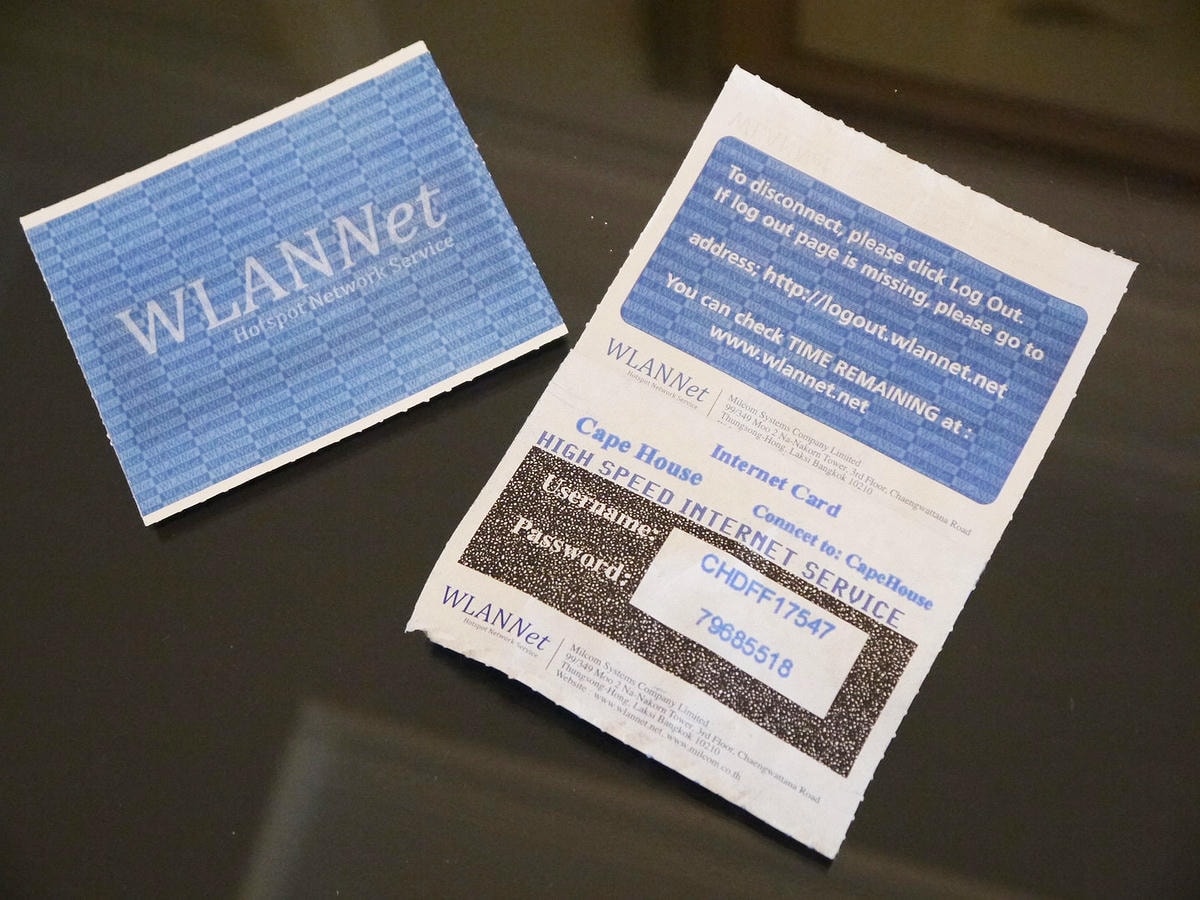 WLANNet
Hotspot Network Service
To disconnect, please click Log Out.
If log out page is missing, please go to
address: http://logout.wlannet.net
You can check TIME REMAINING at :
www.wlannet.net
WLANNet
Hotspot Network Service
Milcom Systems Company Limited
99/349 Moo 2 Na-Nakorn Tower, 3rd Floor, Chaengwattana Road
Thungsong-Hong, Laksi Bangkok 10210
Cape House
Internet Card
HIGH SPEED INTERNET SERVICE
Connect to: CapeHouse
Username:
CHDFF17547
Password:
79685518
WLANNet
Hotspot Network Service
Milcom Systems Company Limited
99/349 Moo 2 Na-Nakorn Tower, 3rd Floor, Chaengwattana Road
Thungsong-Hong, Laksi Bangkok 10210
Website : www.wlannet.net, www.milcom.co.th